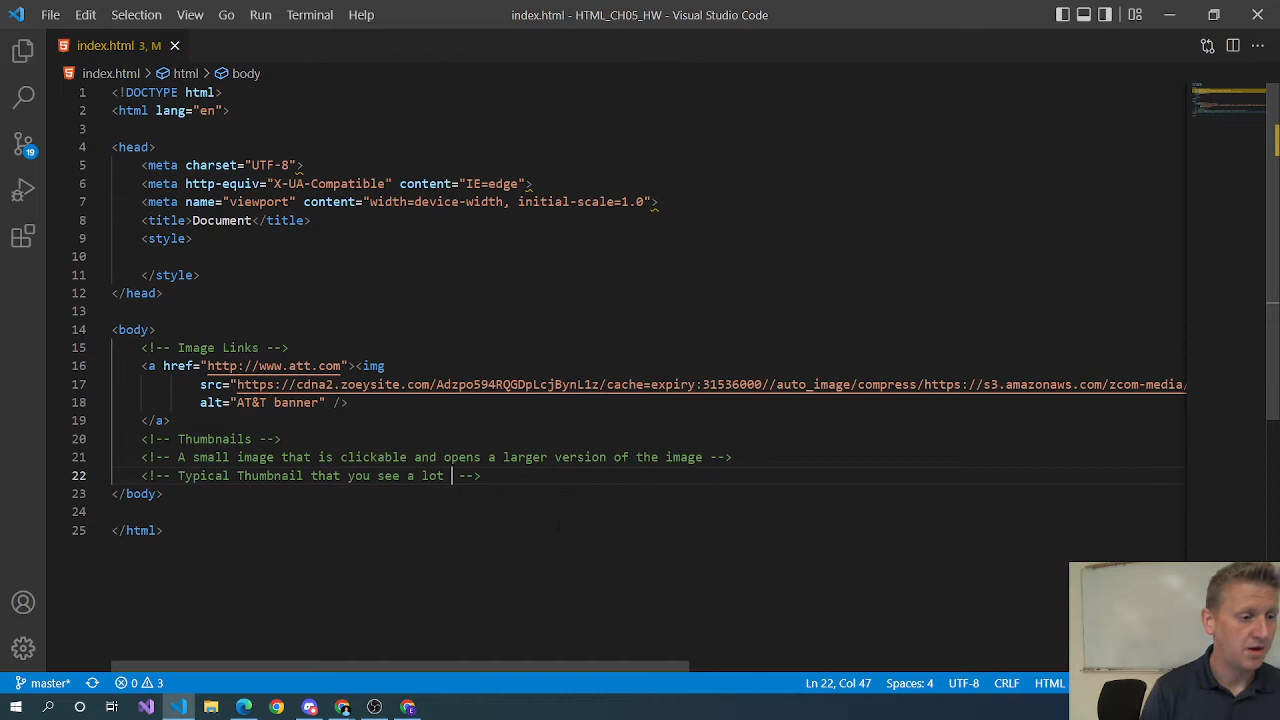 File Edit Selection View Go Run Terminal Help index.html - HTML_CH05_HW - Visual Studio Code
index.html 3, M
index.html > html > body
1 <!DOCTYPE html>
2 <html lang="en">
3
4 <head>
5 <meta charset="UTF-8">
6 <meta http-equiv="X-UA-Compatible" content="IE=edge">
7 <meta name="viewport" content="width=device-width, initial-scale=1.0">
8 <title>Document</title>
9 <style>
10
11 </style>
12 </head>
13
14 <body>
15 <!-- Image Links -->
16 <a href="http://www.att.com"><img
17 src="https://cdna2.zoeysite.com/Adzpo594RQGDpLcjBynL1z/cache=expiry:31536000//auto_image/compress/https://s3.amazonaws.com/zcom-media/
18 alt="AT&T banner" />
19 </a>
20 <!-- Thumbnails -->
21 <!-- A small image that is clickable and opens a larger version of the image -->
22 <!-- Typical Thumbnail that you see a lot -->
23 </body>
24
25 </html>
19
master* 0 3 Ln 22, Col 47 Spaces: 4 UTF-8 CRLF HTML